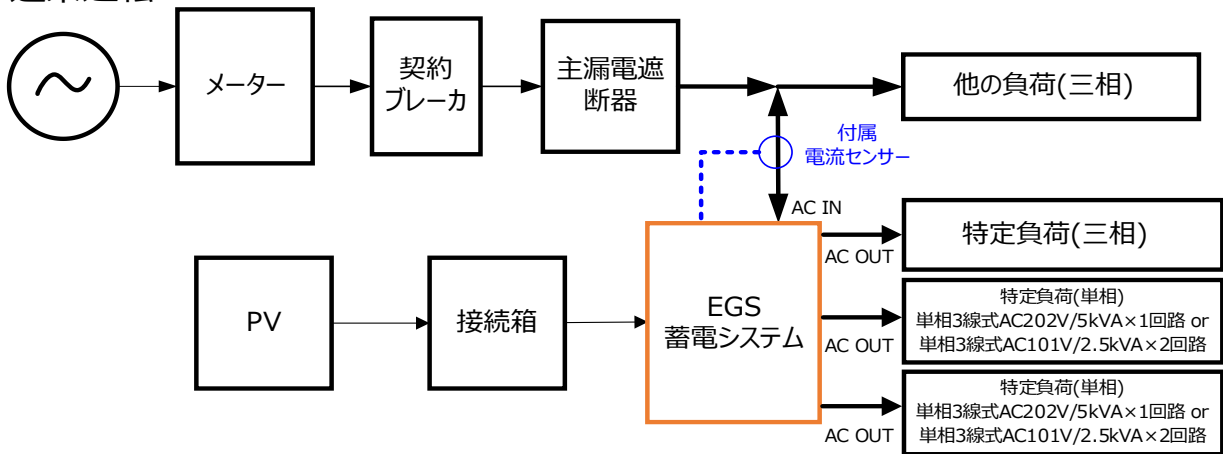 メーター
契約
ブレーカ
主漏電遮
断器
他の負荷(三相)
付属
電流センサー
AC IN
特定負荷(三相)
AC OUT
PV
接続箱
EGS
蓄電システム
特定負荷(単相)
単相3線式AC202V/5kVA×1回路 or
単相3線式AC101V/2.5kVA×2回路
AC OUT
特定負荷(単相)
単相3線式AC202V/5kVA×1回路 or
単相3線式AC101V/2.5kVA×2回路
AC OUT